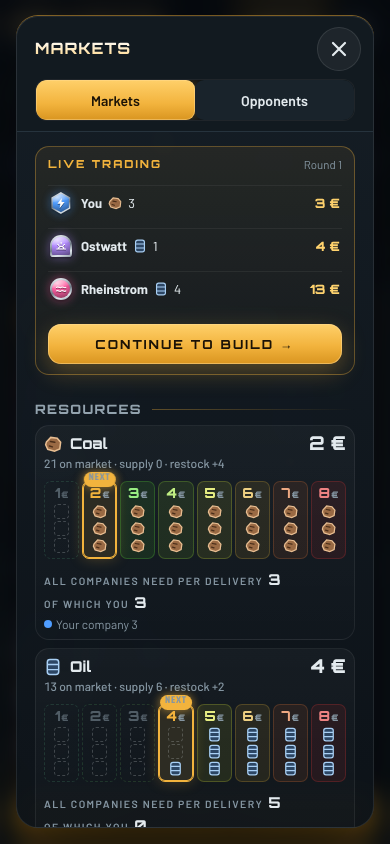 MARKETS
Markets
Opponents
LIVE TRADING
Round 1
You 3
3 €
Ostwatt 1
4 €
Rheinstrom 4
13 €
CONTINUE TO BUILD →
RESOURCES
Coal
2 €
21 on market · supply 0 · restock +4
NEXT
1€ 2€ 3€ 4€ 5€ 6€ 7€ 8€
ALL COMPANIES NEED PER DELIVERY 3
OF WHICH YOU 3
Your company 3
Oil
4 €
13 on market · supply 6 · restock +2
NEXT
1€ 2€ 3€ 4€ 5€ 6€ 7€ 8€
ALL COMPANIES NEED PER DELIVERY 5
OF WHICH YOU